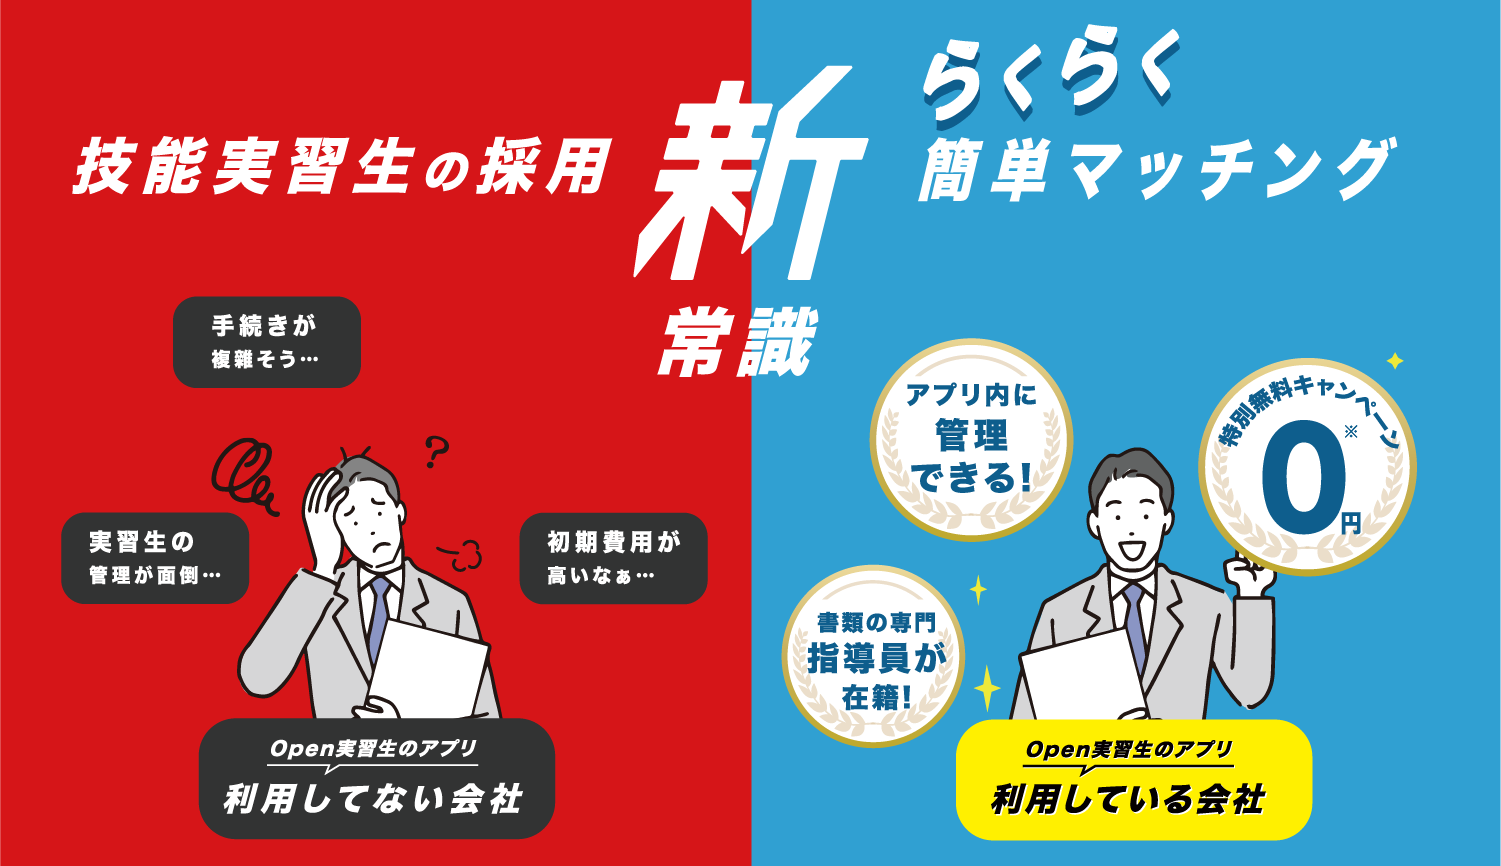 技能実習生の採用
新
常識
らくらく
簡単マッチング
手続きが
複雑そう…
?
実習生の
管理が面倒…
初期費用が
高いなぁ…
Open実習生のアプリ
利用してない会社
アプリ内に
管理
できる!
特別無料キャンペーン
0※
円
書類の専門
指導員が
在籍!
Open実習生のアプリ
利用している会社